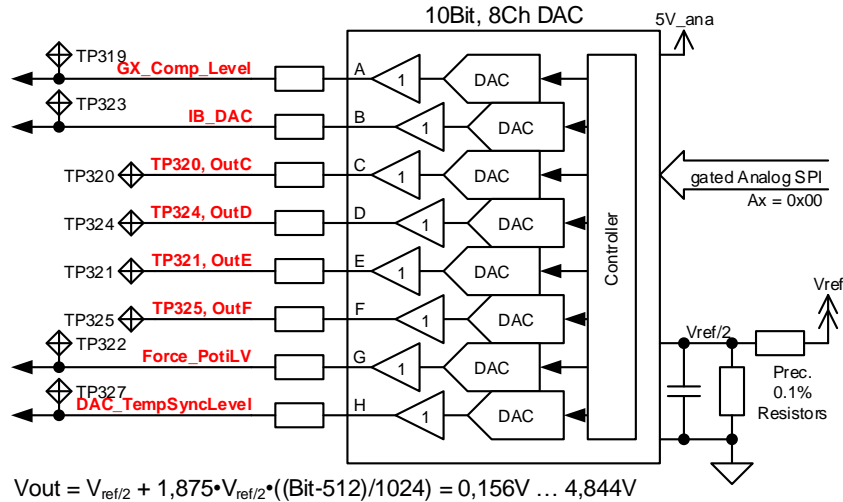 10Bit, 8Ch DAC
5V_ana
TP319
GX_Comp_Level
A
1
DAC
TP323
IB_DAC
B
1
DAC
TP320
TP320, OutC
C
1
DAC
gated Analog SPI
Ax = 0x00
TP324
TP324, OutD
D
1
DAC
Controller
TP321
TP321, OutE
E
1
DAC
Vref
TP325
TP325, OutF
F
1
DAC
Vref/2
TP322
Force_PotiLV
G
1
DAC
Prec.
0.1%
Resistors
TP327
DAC_TempSyncLevel
H
1
DAC
Vout = Vref/2 + 1,875•Vref/2•((Bit-512)/1024) = 0,156V … 4,844V